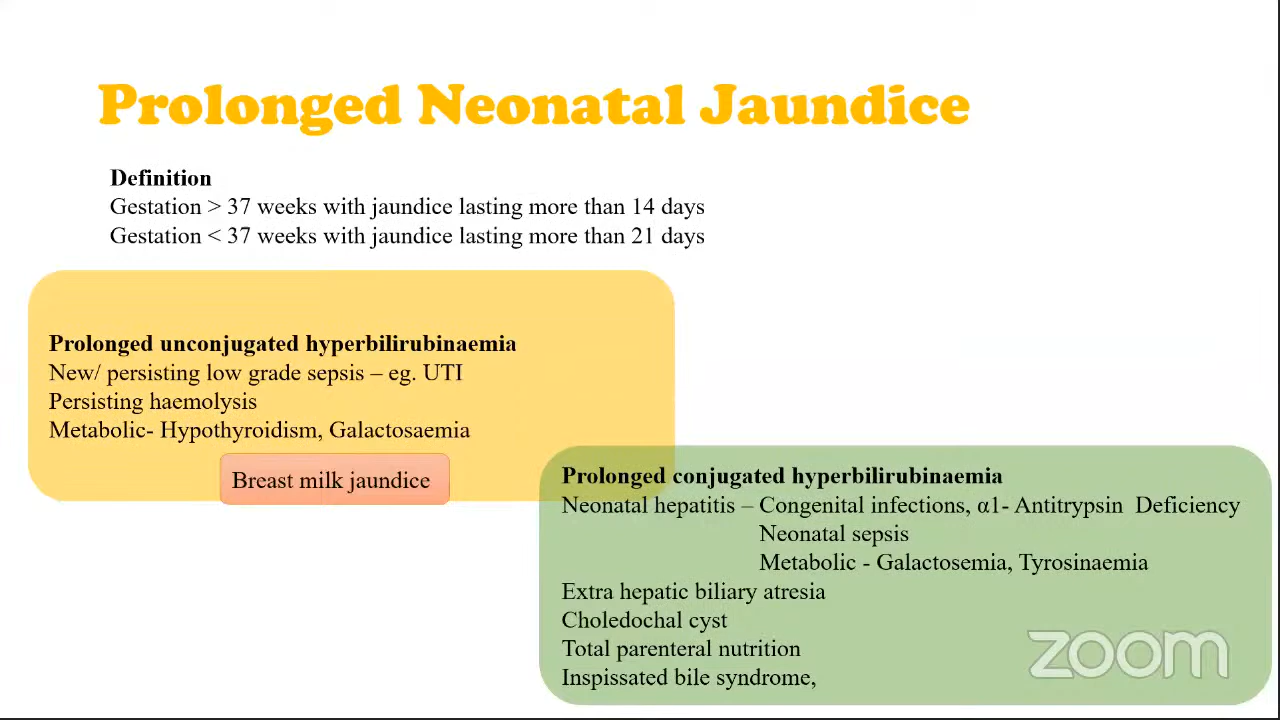 Prolonged Neonatal Jaundice
Definition
Gestation > 37 weeks with jaundice lasting more than 14 days
Gestation < 37 weeks with jaundice lasting more than 21 days
Prolonged unconjugated hyperbilirubinaemia
New/ persisting low grade sepsis – eg. UTI
Persisting haemolysis
Metabolic- Hypothyroidism, Galactosaemia
Breast milk jaundice
Prolonged conjugated hyperbilirubinaemia
Neonatal hepatitis – Congenital infections, α1- Antitrypsin Deficiency
Neonatal sepsis
Metabolic - Galactosemia, Tyrosinaemia
Extra hepatic biliary atresia
Choledochal cyst
Total parenteral nutrition
Inspissated bile syndrome,
zoom